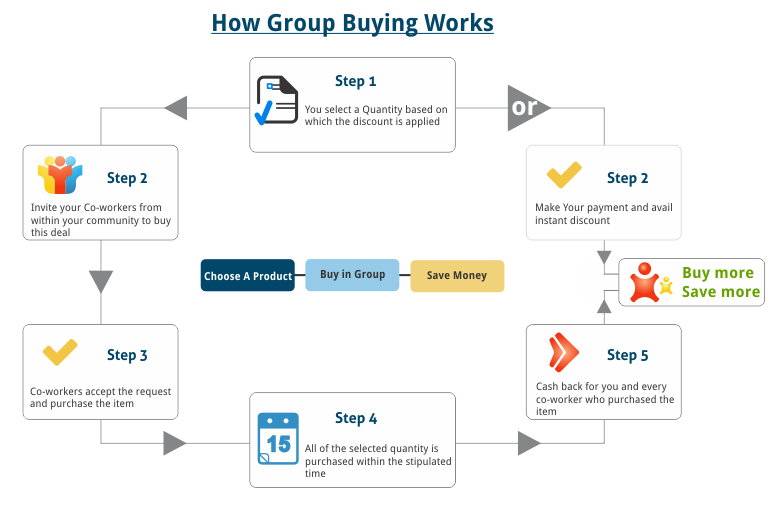 How Group Buying Works
Step 1
You select a Quantity based on
which the discount is applied
or
Step 2
Invite your Co-workers from
within your community to buy
this deal
Step 2
Make Your payment and avail
instant discount
Choose A Product
Buy in Group
Save Money
Buy more
Save more
Step 3
Co-workers accept the request
and purchase the item
Step 4
15
All of the selected quantity is
purchased within the stipulated
time
Step 5
Cash back for you and every
co-worker who purchased the
item